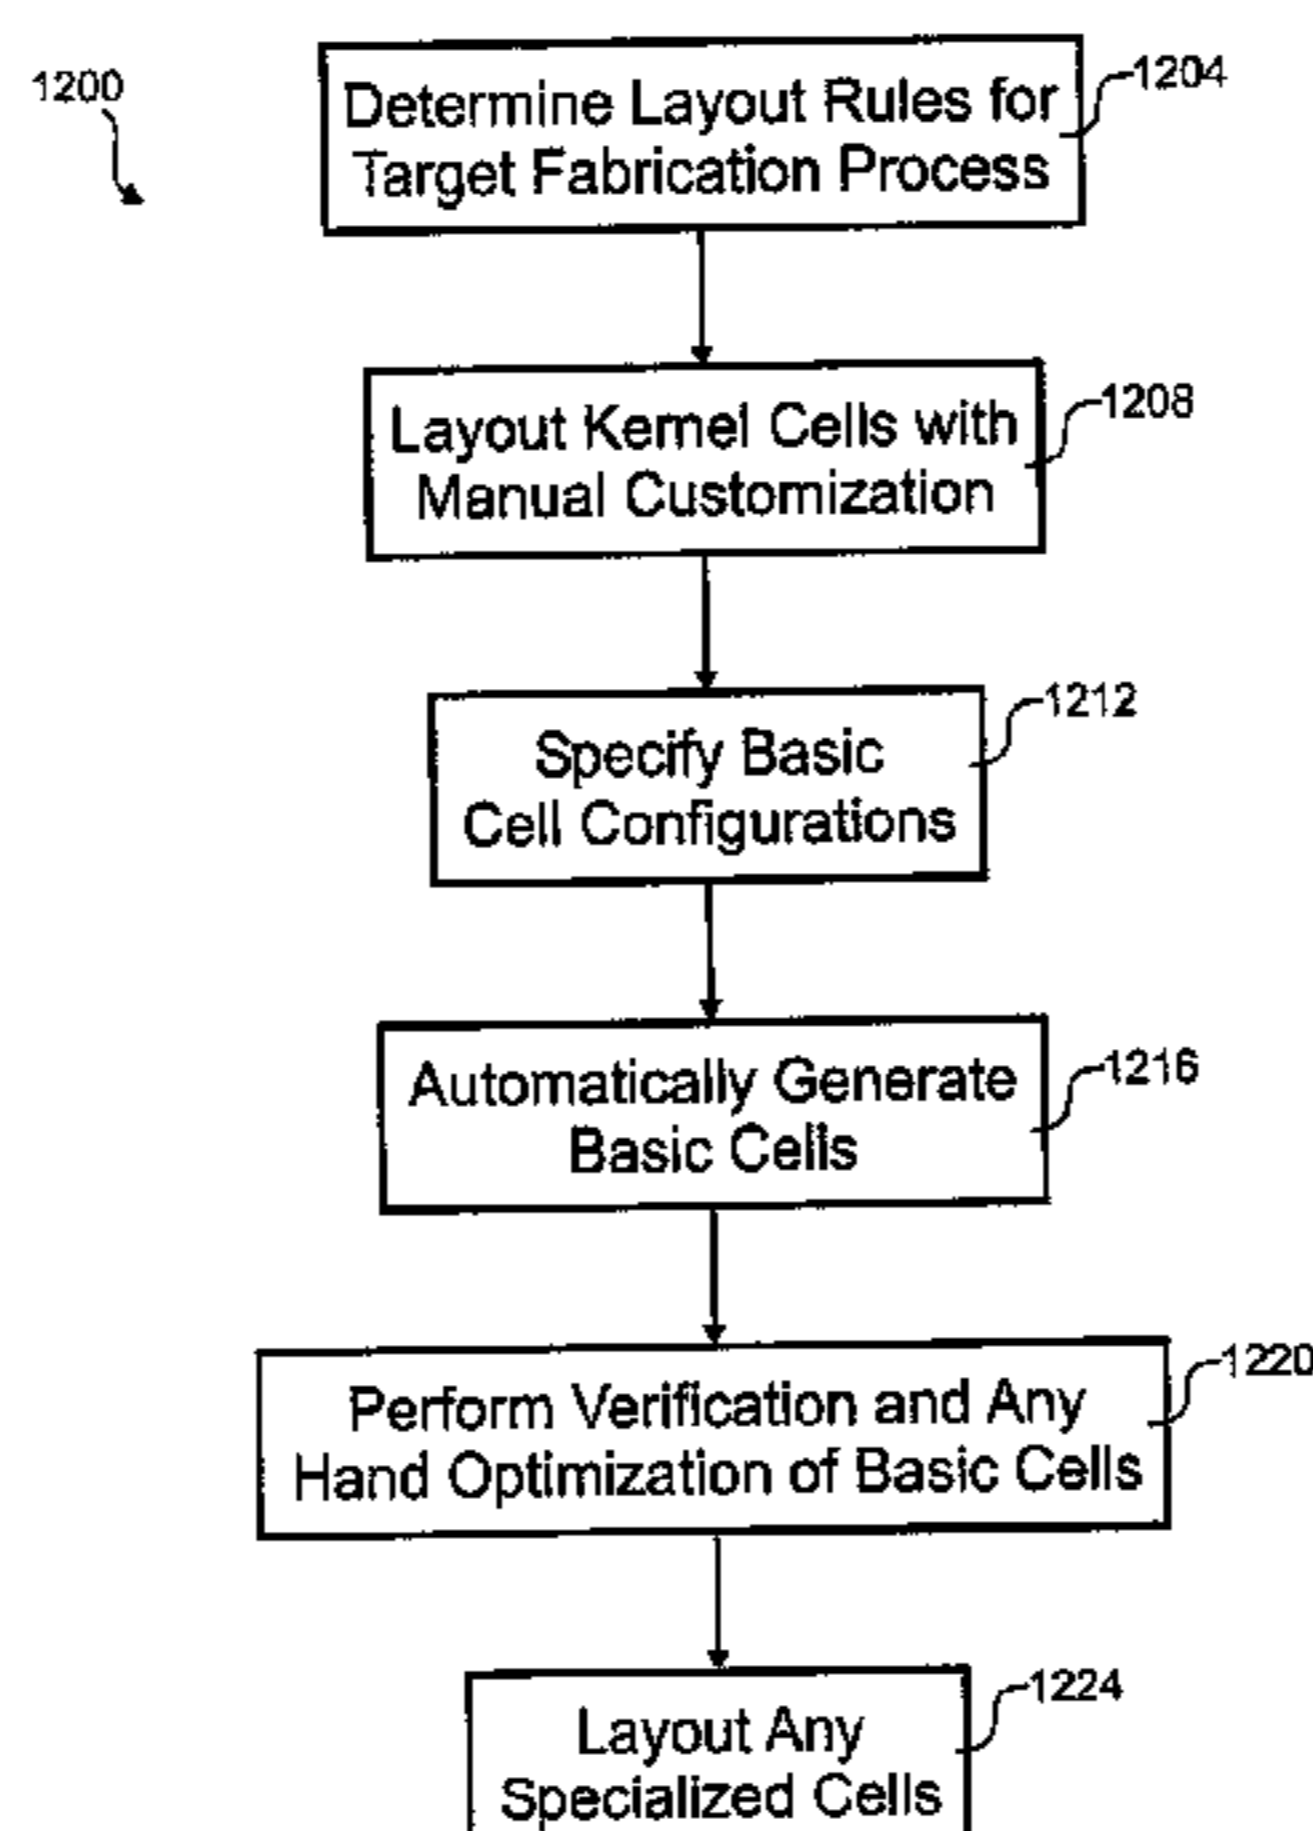 1200
Determine Layout Rules for
Target Fabrication Process
1204
Layout Kernel Cells with
Manual Customization
1208
Specify Basic
Cell Configurations
1212
Automatically Generate
Basic Cells
1216
Perform Verification and Any
Hand Optimization of Basic Cells
1220
Layout Any
Specialized Cells
1224